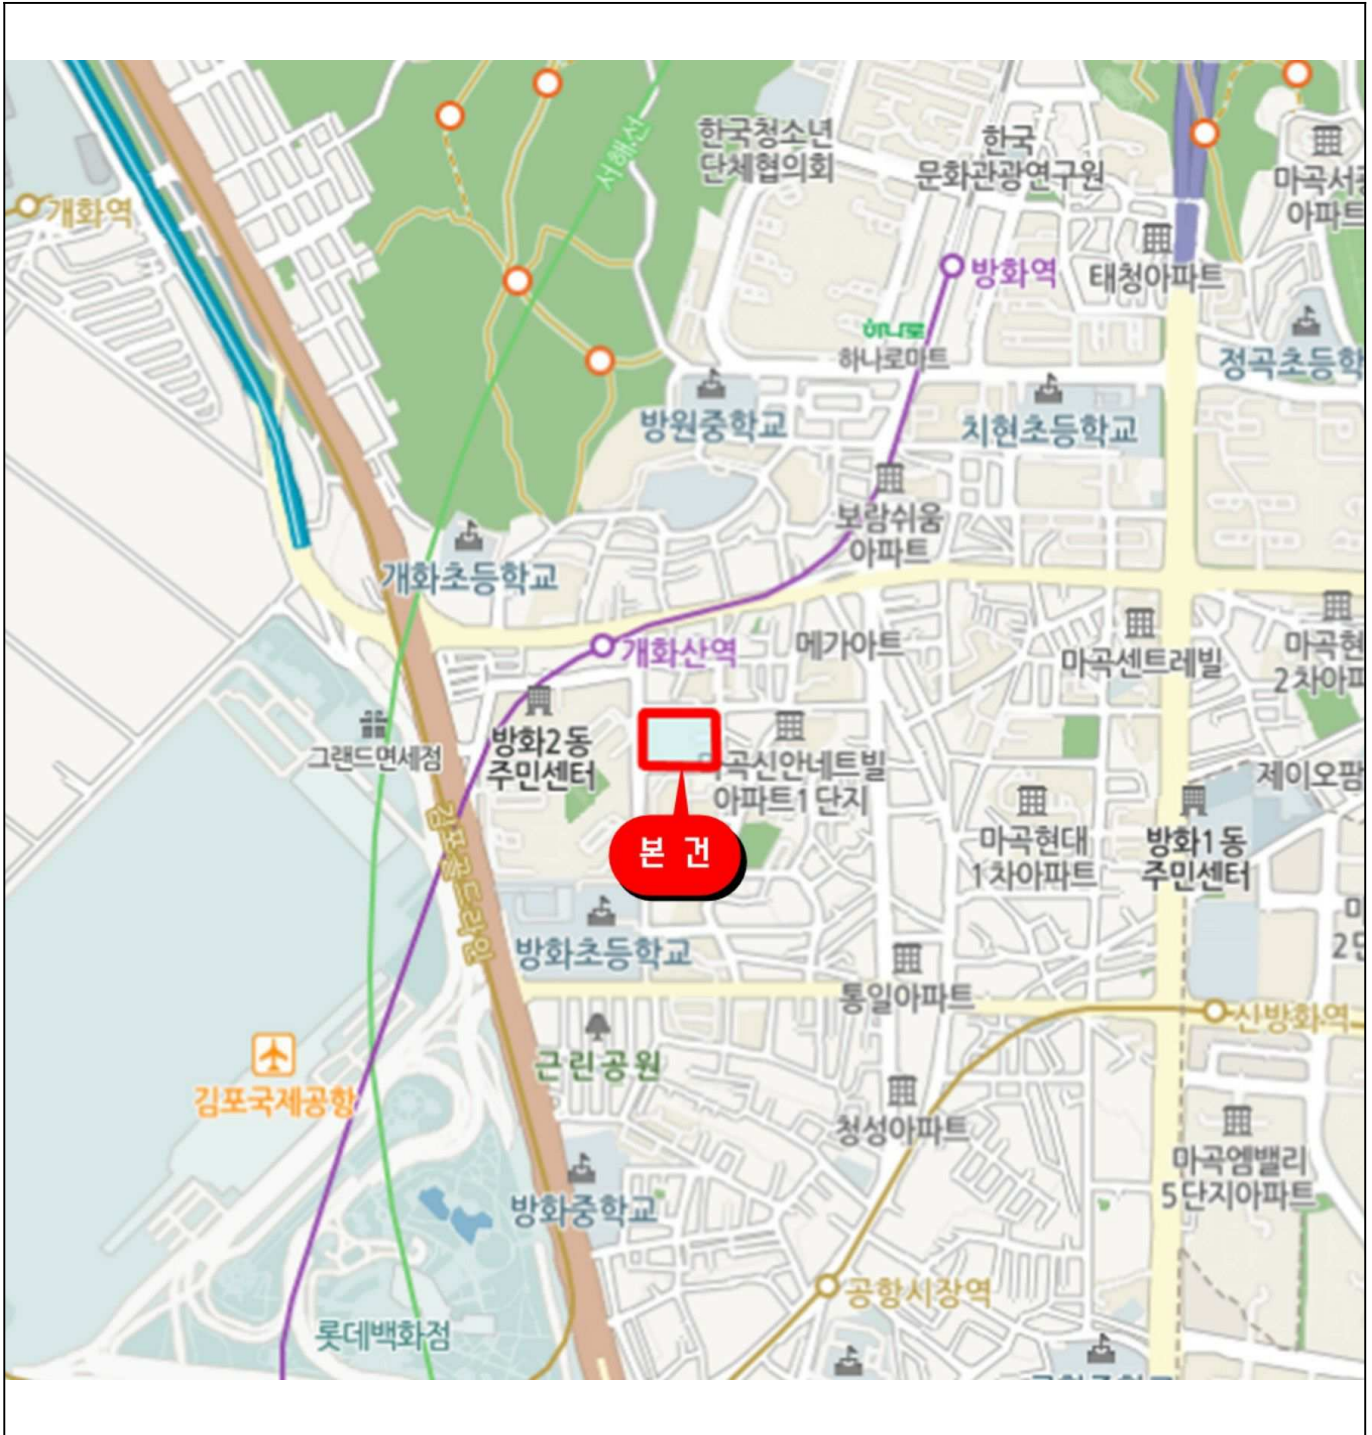 서해선
한국청소년
단체협의회
한국
문화관광연구원
마곡서광
아파트
개화역
방화역
태청아파트
하나로
하나로마트
정곡초등학
방원중학교
치현초등학교
보람쉬움
아파트
개화초등학교
개화산역
메가아트
마곡센트레빌
마곡현
2차아파
그랜드면세점
방화2동
주민센터
마곡신안네트빌
아파트1단지
제이오팜
본 건
마곡현대
1차아파트
방화1동
주민센터
김포골드라인
방화초등학교
통일아파트
신방화역
김포국제공항
근린공원
청성아파트
마곡엠밸리
5단지아파트
방화중학교
공항시장역
롯데백화점